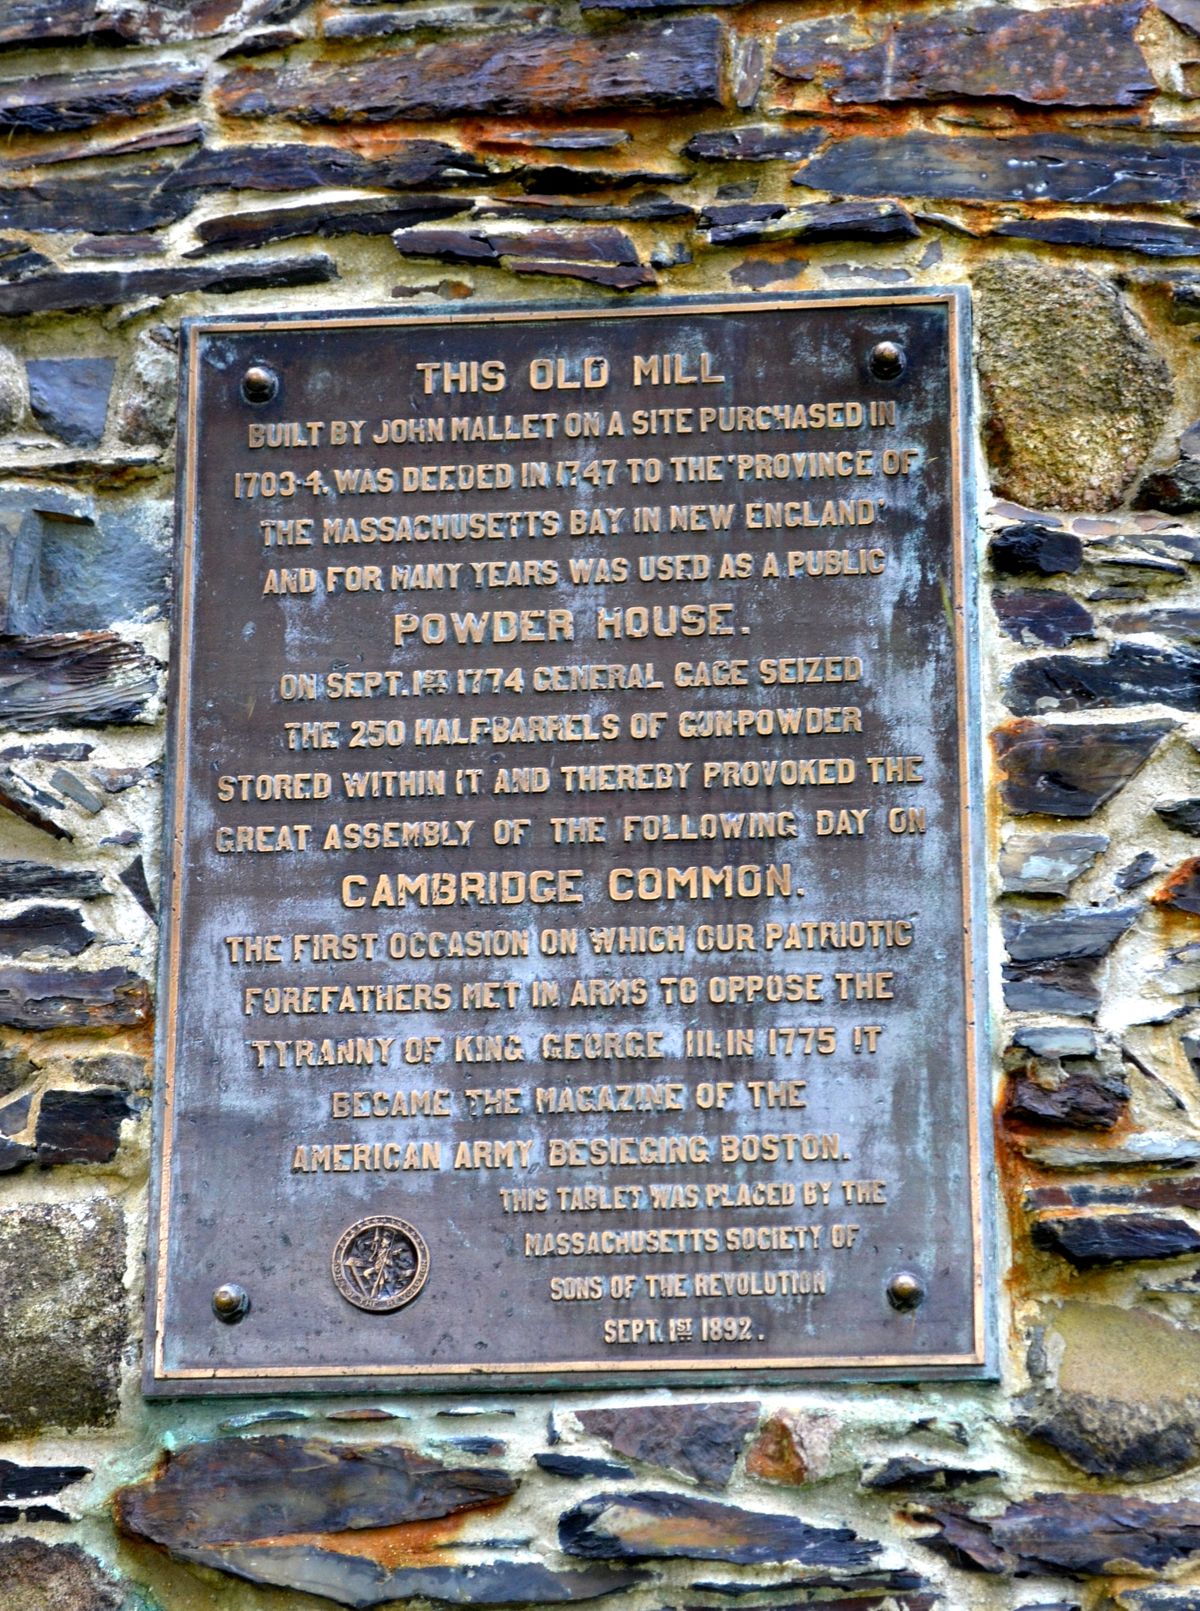 THIS OLD MILL
BUILT BY JOHN MALLET ON A SITE PURCHASED IN
1703-4. WAS DEEDED IN 1747 TO THE 'PROVINCE OF
THE MASSACHUSETTS BAY IN NEW ENGLAND'
AND FOR MANY YEARS WAS USED AS A PUBLIC
POWDER HOUSE.
ON SEPT. 1ST 1774 GENERAL GAGE SEIZED
THE 250 HALF-BARRELS OF GUN-POWDER
STORED WITHIN IT AND THEREBY PROVOKED THE
GREAT ASSEMBLY OF THE FOLLOWING DAY ON
CAMBRIDGE COMMON.
THE FIRST OCCASION ON WHICH OUR PATRIOTIC
FOREFATHERS MET IN ARMS TO OPPOSE THE
TYRANNY OF KING GEORGE III; IN 1775 IT
BECAME THE MAGAZINE OF THE
AMERICAN ARMY BESIEGING BOSTON.
THIS TABLET WAS PLACED BY THE
MASSACHUSETTS SOCIETY OF
SONS OF THE REVOLUTION
SEPT. 1ST 1892.